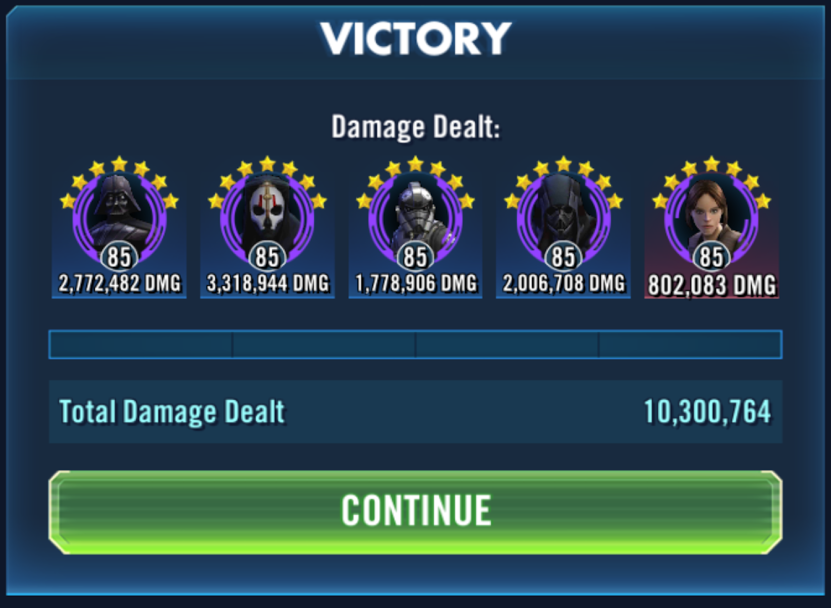 VICTORY
Damage Dealt:
85 85 85 85 85
2,772,482 DMG 3,318,944 DMG 1,778,906 DMG 2,006,708 DMG 802,083 DMG
Total Damage Dealt 10,300,764
CONTINUE